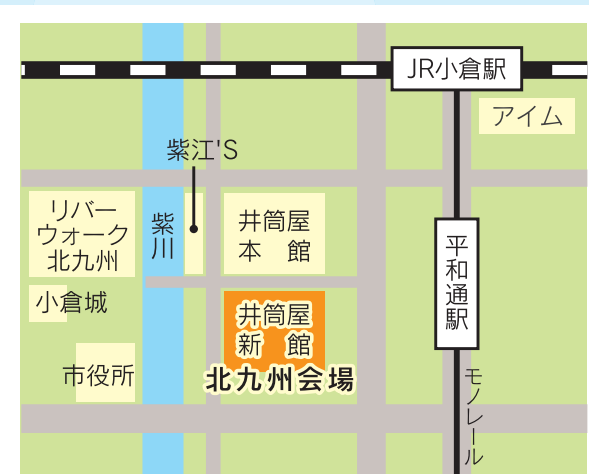 JR小倉駅
アイム
紫江'S
リバー
ウォーク
北九州
紫川
井筒屋
本　館
平和通駅
小倉城
井筒屋
新　館
北九州会場
市役所
モノレール